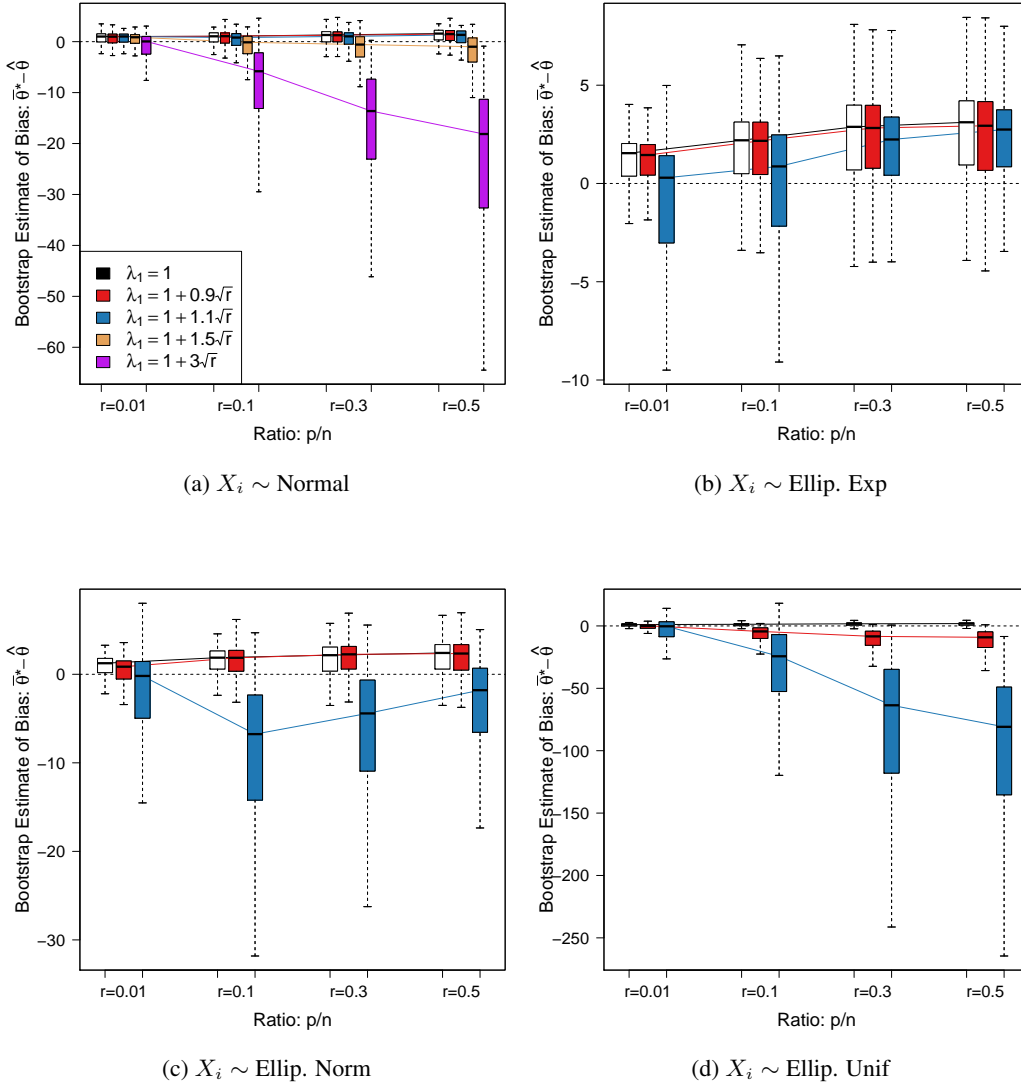 Bootstrap Estimate of Bias: θ̄*−θ̂
0
−10
−20
−30
−40
−50
−60
λ₁ = 1
λ₁ = 1 + 0.9√r
λ₁ = 1 + 1.1√r
λ₁ = 1 + 1.5√r
λ₁ = 1 + 3√r
r=0.01 r=0.1 r=0.3 r=0.5
Ratio: p/n
(a) Xᵢ ∼ Normal
Bootstrap Estimate of Bias: θ̄*−θ̂
5
0
−5
−10
r=0.01 r=0.1 r=0.3 r=0.5
Ratio: p/n
(b) Xᵢ ∼ Ellip. Exp
Bootstrap Estimate of Bias: θ̄*−θ̂
0
−10
−20
−30
r=0.01 r=0.1 r=0.3 r=0.5
Ratio: p/n
(c) Xᵢ ∼ Ellip. Norm
Bootstrap Estimate of Bias: θ̄*−θ̂
0
−50
−100
−150
−200
−250
r=0.01 r=0.1 r=0.3 r=0.5
Ratio: p/n
(d) Xᵢ ∼ Ellip. Unif